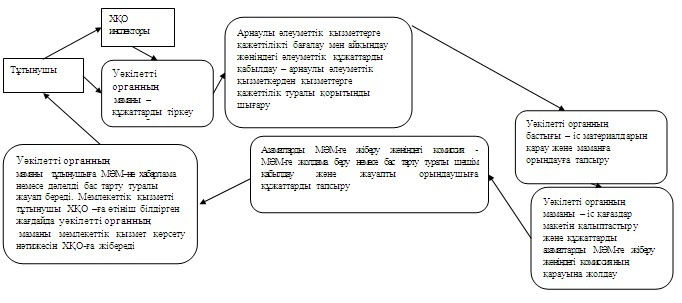 ХҚО
инспекторы
Тұтынушы
Уәкілетті
органның
маманы –
құжаттарды тіркеу
Арнаулы әлеуметтік қызметтерге
қажеттілікті бағалау мен айқындау
жөніндегі әлеуметтік құжаттарды
қабылдау – арнаулы әлеуметтік
қызметкерден қызметтерге
қажеттілік туралы қорытынды
шығару
Уәкілетті органның
бастығы – іс материалдарын
қарау және маманға
орындауға тапсыру
Уәкілетті органның
маманы – іс қағаздар
макетін қалыптастыру
және құжаттарды
азаматтарды МӘМ-ге жіберу
жөніндегі комиссияның
қарауына жолдау
Азаматтарды МӘМ-ге жіберу жөніндегі комиссия -
МӘМ-ге жолдама беру немесе бас тарту туралы шешім
қабылдау және жауапты орындаушыға
құжаттарды тапсыру
Уәкілетті органның
маманы тұтынушыға МӘМ-не хабарлама
немесе дәлелді бас тарту туралы
жауап береді. Мемлекеттік қызметті
тұтынушы ХҚО –ға өтініш білдірген
жағдайда уәкілетті органның
маманы мемлекеттік қызмет көрсету
нәтижесін ХҚО-ға жібереді